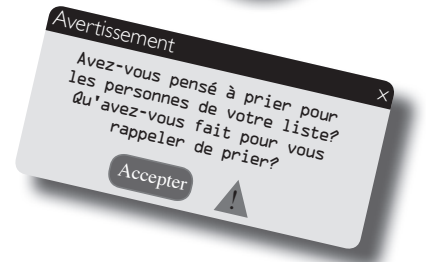 Avertissement
X
Avez-vous pensé à prier pour
les personnes de votre liste?
Qu'avez-vous fait pour vous
rappeler de prier?
Accepter
!